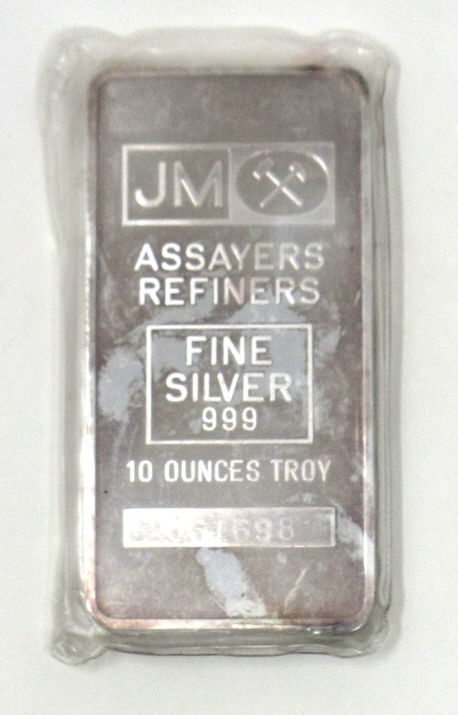 JM
ASSAYERS
REFINERS
FINE
SILVER
999
10 OUNCES TROY